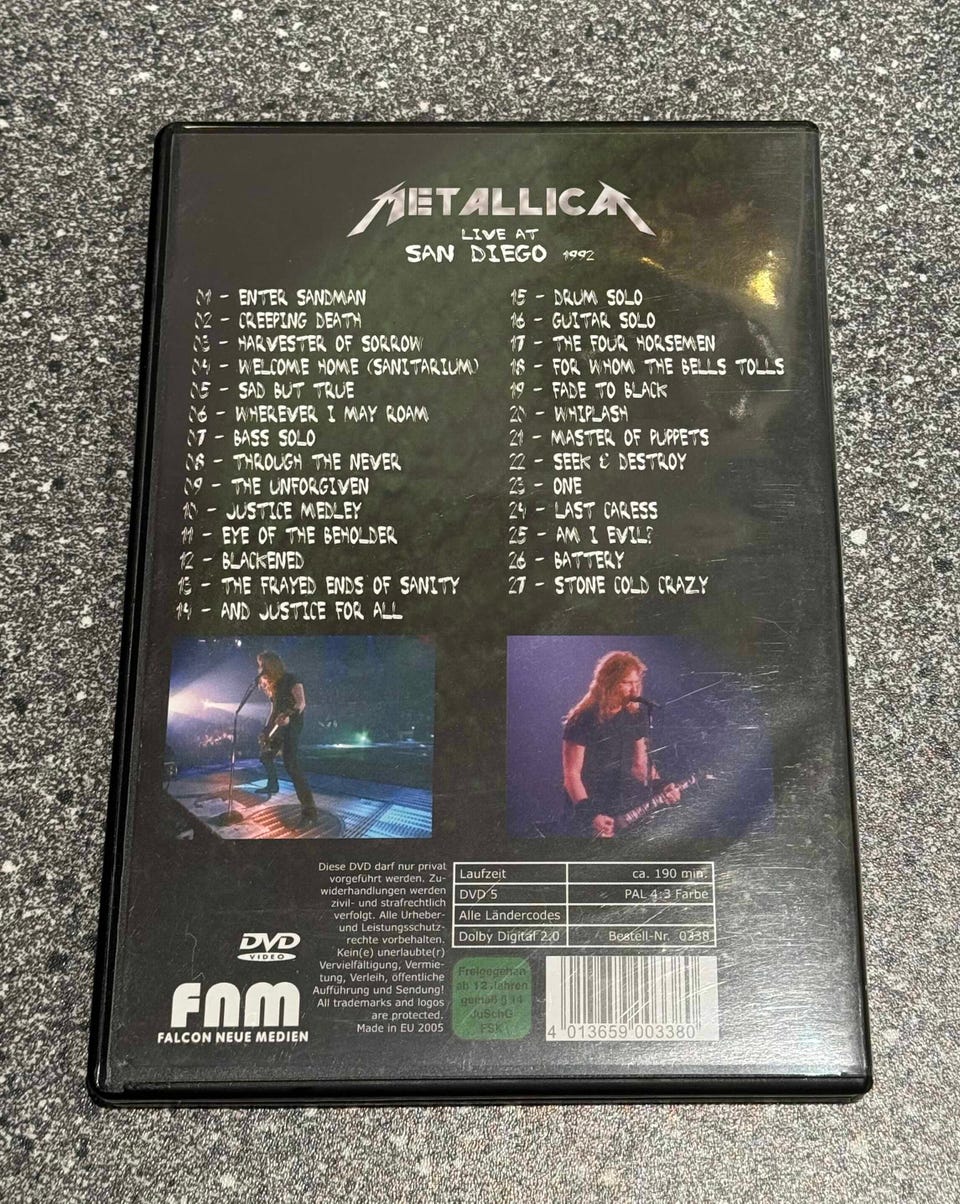 METALLICA
LIVE AT
SAN DIEGO 1992
01 - ENTER SANDMAN
02 - CREEPING DEATH
03 - HARVESTER OF SORROW
04 - WELCOME HOME (SANITARIUM)
05 - SAD BUT TRUE
06 - WHEREVER I MAY ROAM
07 - BASS SOLO
08 - THROUGH THE NEVER
09 - THE UNFORGIVEN
10 - JUSTICE MEDLEY
11 - EYE OF THE BEHOLDER
12 - BLACKENED
13 - THE FRAYED ENDS OF SANITY
14 - AND JUSTICE FOR ALL
15 - DRUM SOLO
16 - GUITAR SOLO
17 - THE FOUR HORSEMEN
18 - FOR WHOM THE BELLS TOLLS
19 - FADE TO BLACK
20 - WHIPLASH
21 - MASTER OF PUPPETS
22 - SEEK & DESTROY
23 - ONE
24 - LAST CARESS
25 - AM I EVIL?
26 - BATTERY
27 - STONE COLD CRAZY
Diese DVD darf nur privat
vorgeführt werden. Zu-
widerhandlungen werden
zivil- und strafrechtlich
verfolgt. Alle Urheber-
und Leistungsschutz-
rechte vorbehalten.
Kein(e) unerlaubte(r)
Vervielfältigung, Vermie-
tung, Verleih, öffentliche
Aufführung und Sendung!
All trademarks and logos
are protected.
Made in EU 2005
Laufzeit ca. 190 min.
DVD 5 PAL 4:3 Farbe
Alle Ländercodes
Dolby Digital 2.0 Bestell-Nr. 0338
DVD
VIDEO
FNM
FALCON NEUE MEDIEN
Freigegeben
ab 12 Jahren
gemäß § 14
JuSchG
FSK
4 013659 003380